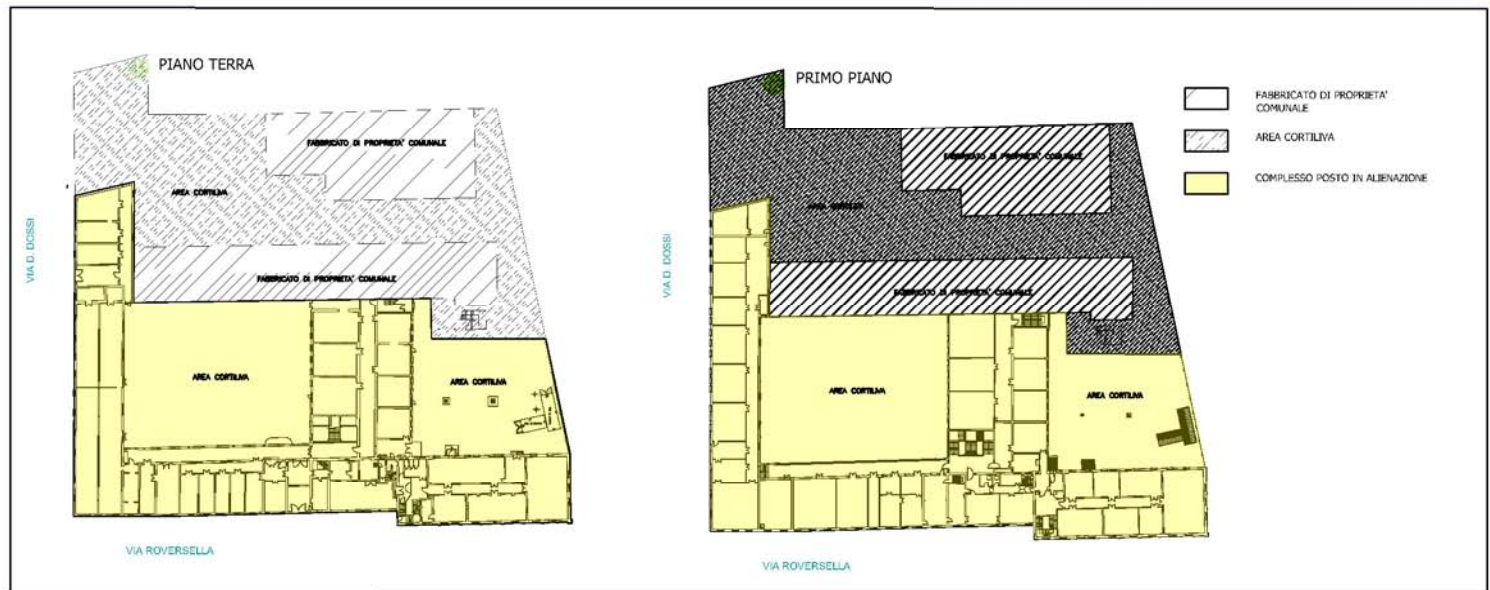 PIANO TERRA
FABBRICATO DI PROPRIETA' COMUNALE
AREA CORTILIVA
VIA D. DOSSI
FABBRICATO DI PROPRIETA' COMUNALE
AREA CORTILIVA
AREA CORTILIVA
VIA ROVERSELLA
PRIMO PIANO
FABBRICATO DI PROPRIETA' COMUNALE
AREA CORTILIVA
VIA D. DOSSI
FABBRICATO DI PROPRIETA' COMUNALE
AREA CORTILIVA
AREA CORTILIVA
VIA ROVERSELLA
FABBRICATO DI PROPRIETA'
COMUNALE
AREA CORTILIVA
COMPLESSO POSTO IN ALIENAZIONE